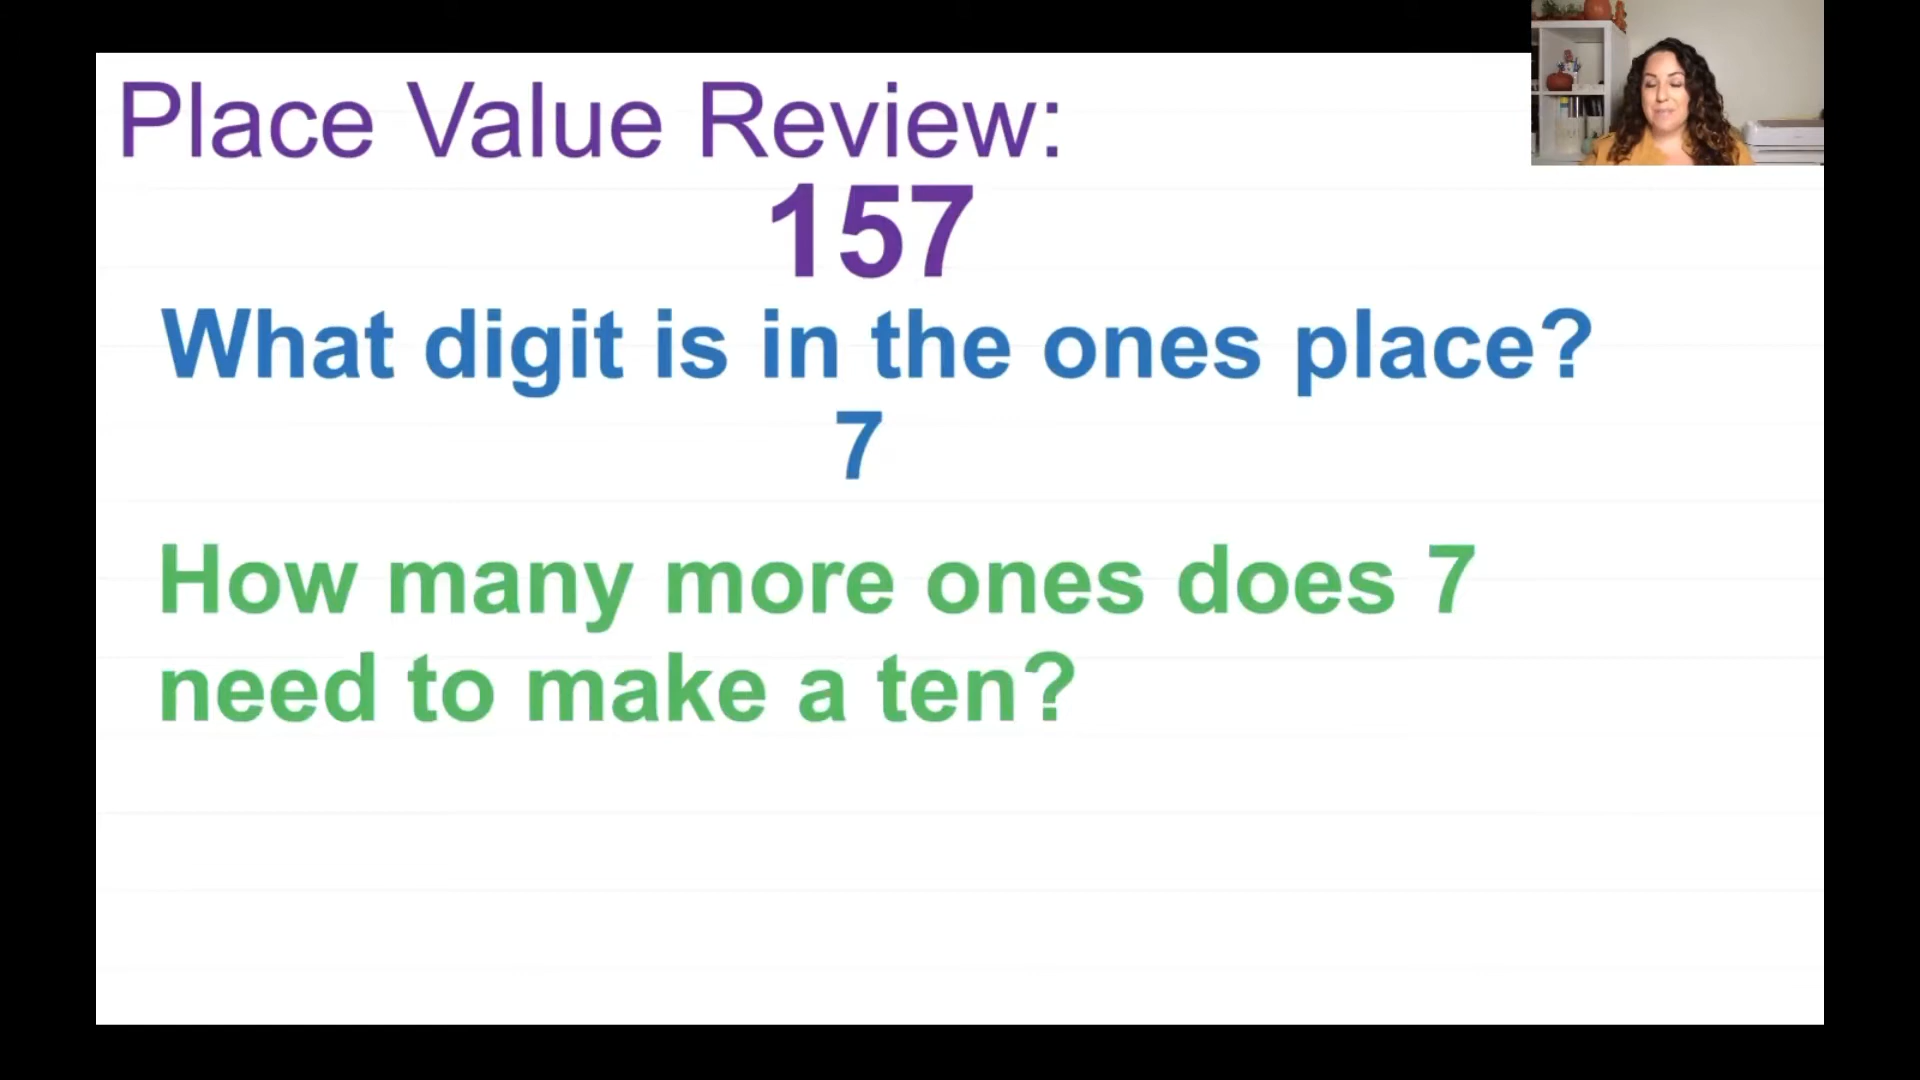 Place Value Review:
157
What digit is in the ones place?
7
How many more ones does 7
need to make a ten?